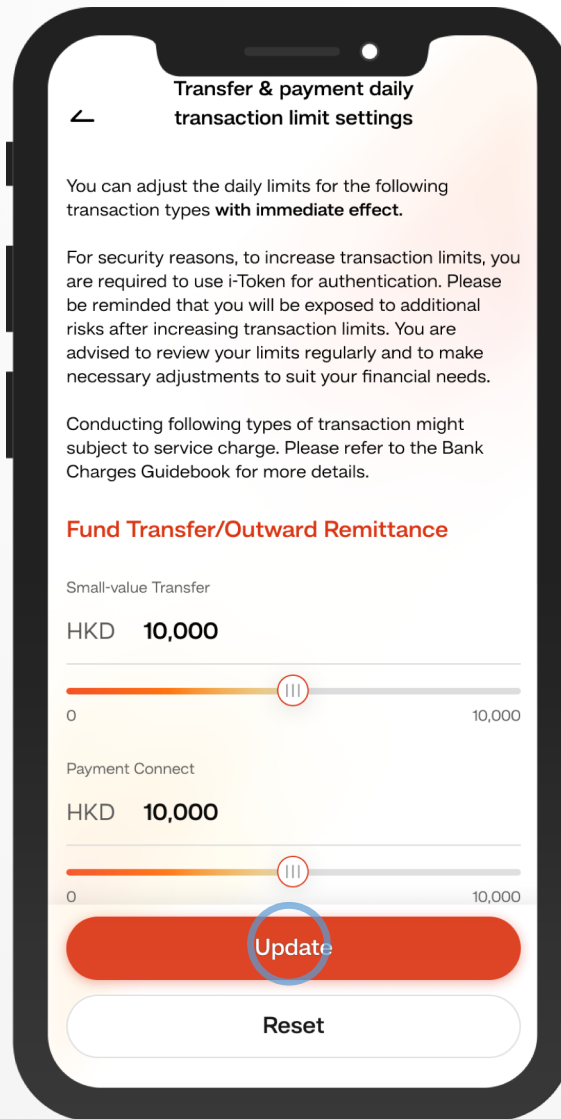 Transfer & payment daily
transaction limit settings
You can adjust the daily limits for the following
transaction types with immediate effect.
For security reasons, to increase transaction limits, you
are required to use i-Token for authentication. Please
be reminded that you will be exposed to additional
risks after increasing transaction limits. You are
advised to review your limits regularly and to make
necessary adjustments to suit your financial needs.
Conducting following types of transaction might
subject to service charge. Please refer to the Bank
Charges Guidebook for more details.
Fund Transfer/Outward Remittance
Small-value Transfer
HKD 10,000
0 10,000
Payment Connect
HKD 10,000
0 10,000
Update
Reset